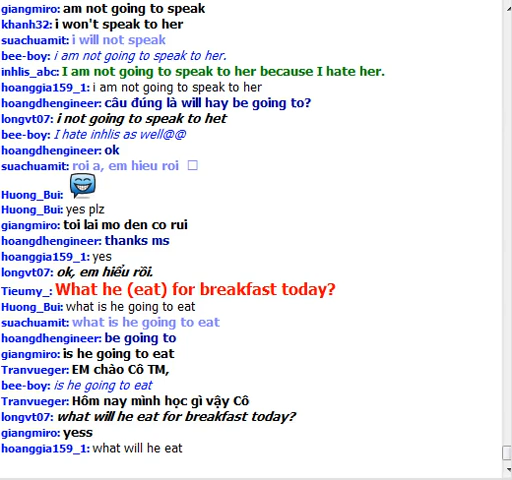 giangmiro: am not going to speak
khanh32: i won't speak to her
suachuamit: i will not speak
bee-boy: i am not going to speak to her.
inhlis_abc: I am not going to speak to her because I hate her.
hoanggia159_1: i am not going to speak to her
hoangdhengineer: câu đúng là will hay be going to?
longvt07: i not going to speak to het
bee-boy: I hate inhlis as well@@
hoangdhengineer: ok
suachuamit: roi a, em hieu roi
Huong_Bui:
Huong_Bui: yes plz
giangmiro: toi lai mo den co rui
hoangdhengineer: thanks ms
hoanggia159_1: yes
longvt07: ok, em hiểu rồi.
Tieumy_: What he (eat) for breakfast today?
Huong_Bui: what is he going to eat
suachuamit: what is he going to eat
hoangdhengineer: be going to
giangmiro: is he going to eat
Tranvueger: EM chào Cô TM,
bee-boy: is he going to eat
Tranvueger: Hôm nay mình học gì vậy Cô
longvt07: what will he eat for breakfast today?
giangmiro: yess
hoanggia159_1: what will he eat